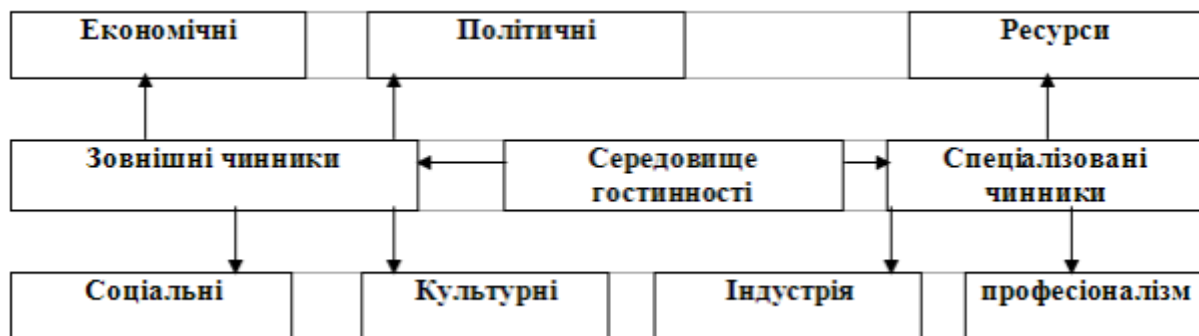 Економічні
Політичні
Ресурси
Зовнішні чинники
Середовище
гостинності
Спеціалізовані
чинники
Соціальні
Культурні
Індустрія
професіоналізм